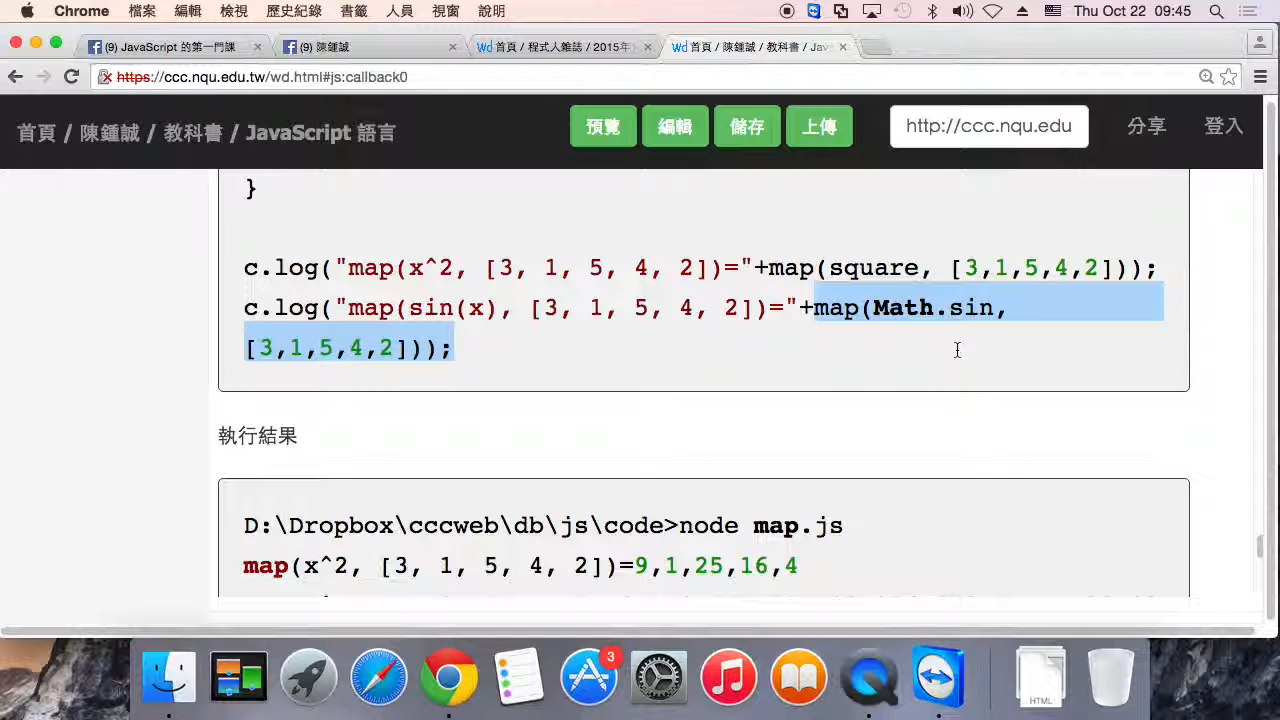 Chrome 檔案 編輯 檢視 歷史紀錄 書籤 人員 視窗 說明 Thu Oct 22 09:45
(9) JavaScript 的第一門課 × (9) 陳鍾誠 × Wd 首頁 / 程式人雜誌 / 2015年 × Wd 首頁 / 陳鍾誠 / 教科書 / Jav ×
https://ccc.nqu.edu.tw/wd.html#js:callback0
首頁 / 陳鍾誠 / 教科書 / JavaScript 語言 預覽 編輯 儲存 上傳 http://ccc.nqu.edu 分享 登入
}
c.log("map(x^2, [3, 1, 5, 4, 2])="+map(square, [3,1,5,4,2]));
c.log("map(sin(x), [3, 1, 5, 4, 2])="+map(Math.sin,
[3,1,5,4,2]));
執行結果
D:\Dropbox\cccweb\db\js\code>node map.js
map(x^2, [3, 1, 5, 4, 2])=9,1,25,16,4
3
HTML